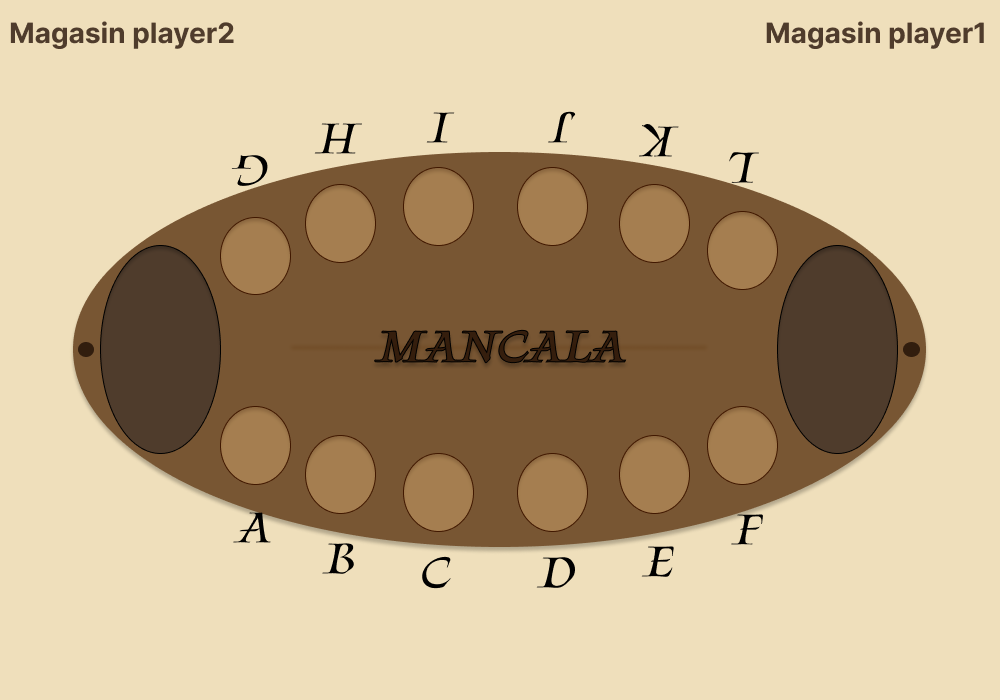 Magasin player2
Magasin player1
G H I J K L
MANCALA
A B C D E F